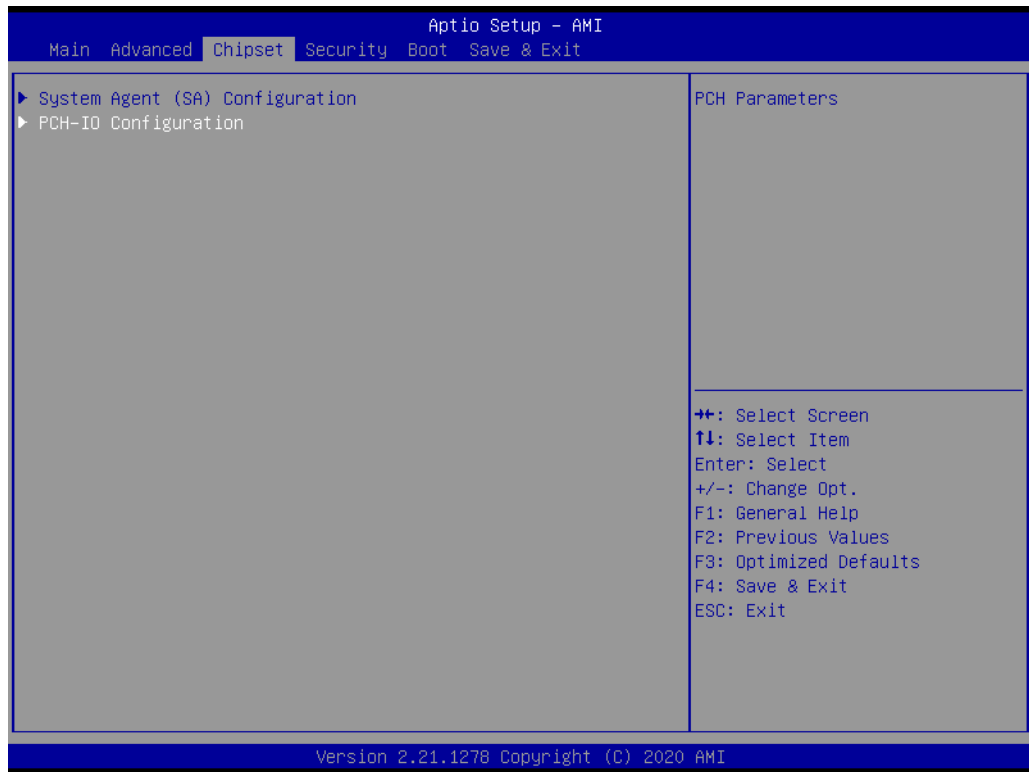 Aptio Setup – AMI
Main Advanced Chipset Security Boot Save & Exit
▶ System Agent (SA) Configuration
▶ PCH-IO Configuration
PCH Parameters
→←: Select Screen
↑↓: Select Item
Enter: Select
+/-: Change Opt.
F1: General Help
F2: Previous Values
F3: Optimized Defaults
F4: Save & Exit
ESC: Exit
Version 2.21.1278 Copyright (C) 2020 AMI